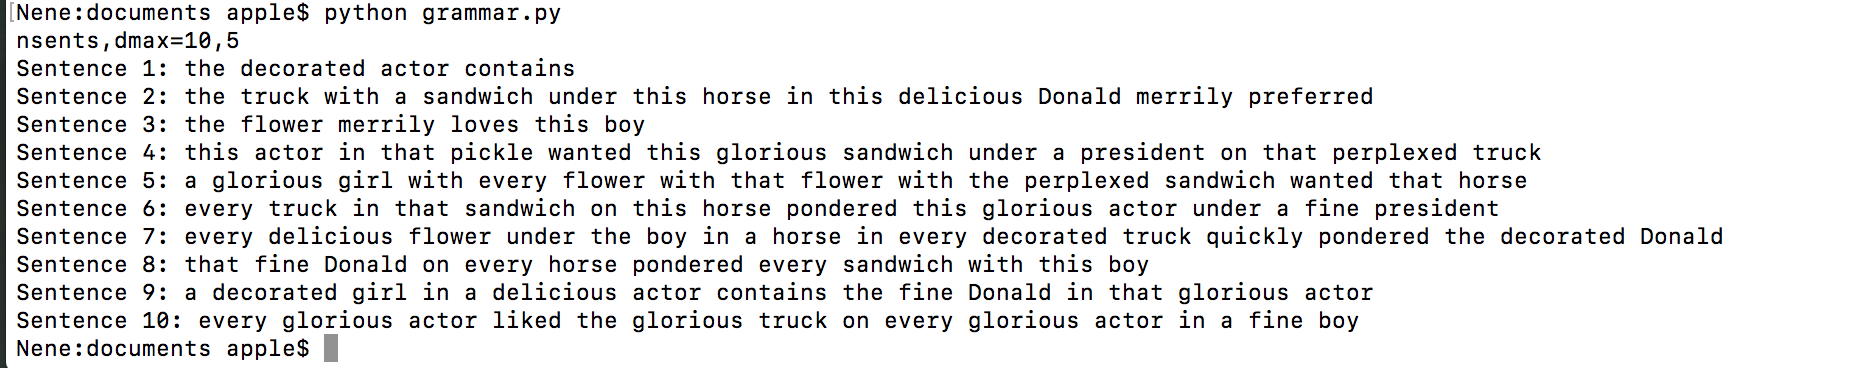 [Nene:documents apple$ python grammar.py
nsents,dmax=10,5
Sentence 1: the decorated actor contains
Sentence 2: the truck with a sandwich under this horse in this delicious Donald merrily preferred
Sentence 3: the flower merrily loves this boy
Sentence 4: this actor in that pickle wanted this glorious sandwich under a president on that perplexed truck
Sentence 5: a glorious girl with every flower with that flower with the perplexed sandwich wanted that horse
Sentence 6: every truck in that sandwich on this horse pondered this glorious actor under a fine president
Sentence 7: every delicious flower under the boy in a horse in every decorated truck quickly pondered the decorated Donald
Sentence 8: that fine Donald on every horse pondered every sandwich with this boy
Sentence 9: a decorated girl in a delicious actor contains the fine Donald in that glorious actor
Sentence 10: every glorious actor liked the glorious truck on every glorious actor in a fine boy
Nene:documents apple$